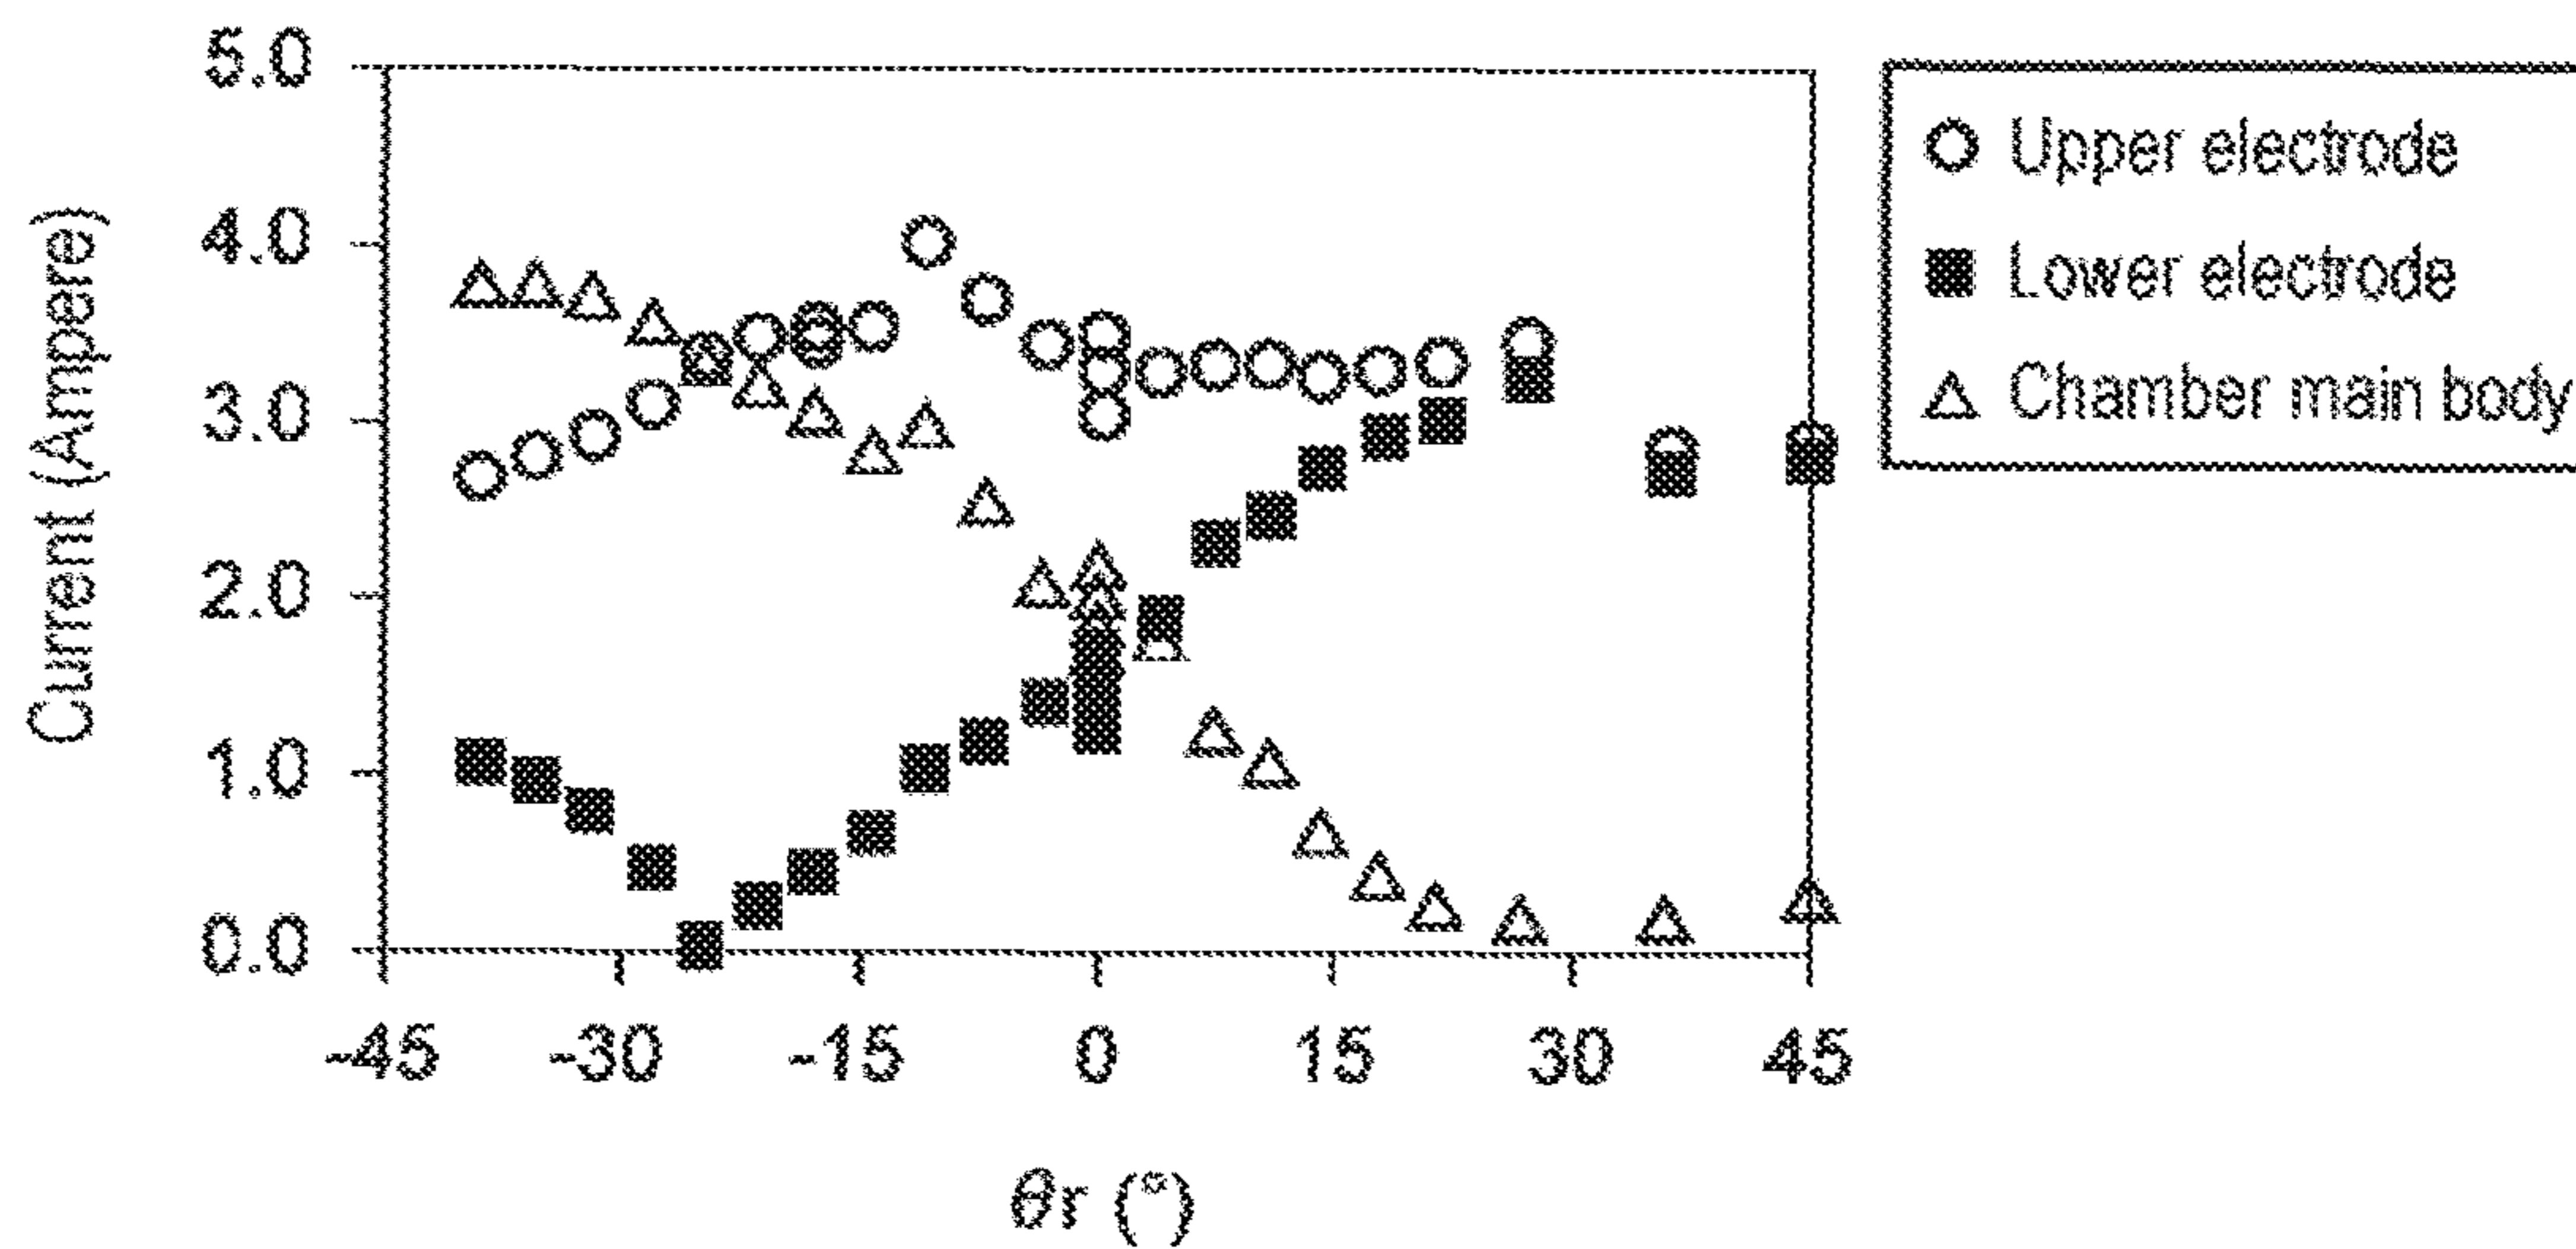 5.0
4.0
3.0
2.0
1.0
0.0
Current (Ampere)
-45 -30 -15 0 15 30 45
θr (°)
Upper electrode
Lower electrode
Chamber main body